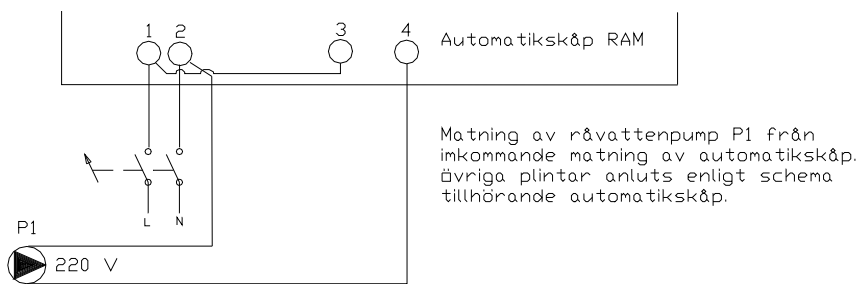 1 2 3 4
Automatikskåp RAM
Matning av råvattenpump P1 från
imkommande matning av automatikskåp.
övriga plintar anluts enligt schema
tillhörande automatikskåp.
L N
P1
220 V